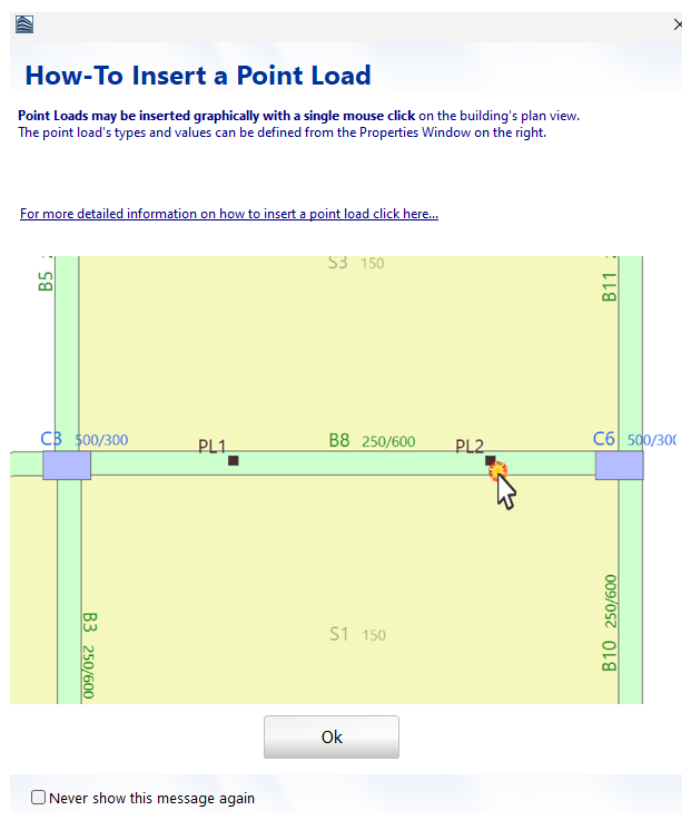 How-To Insert a Point Load
Point Loads may be inserted graphically with a single mouse click on the building's plan view.
The point load's types and values can be defined from the Properties Window on the right.
For more detailed information on how to insert a point load click here...
S3 150
B5
B11
C3 500/300
PL1
B8 250/600
PL2
C6 500/300
B3 250/600
S1 150
B10 250/600
Ok
Never show this message again